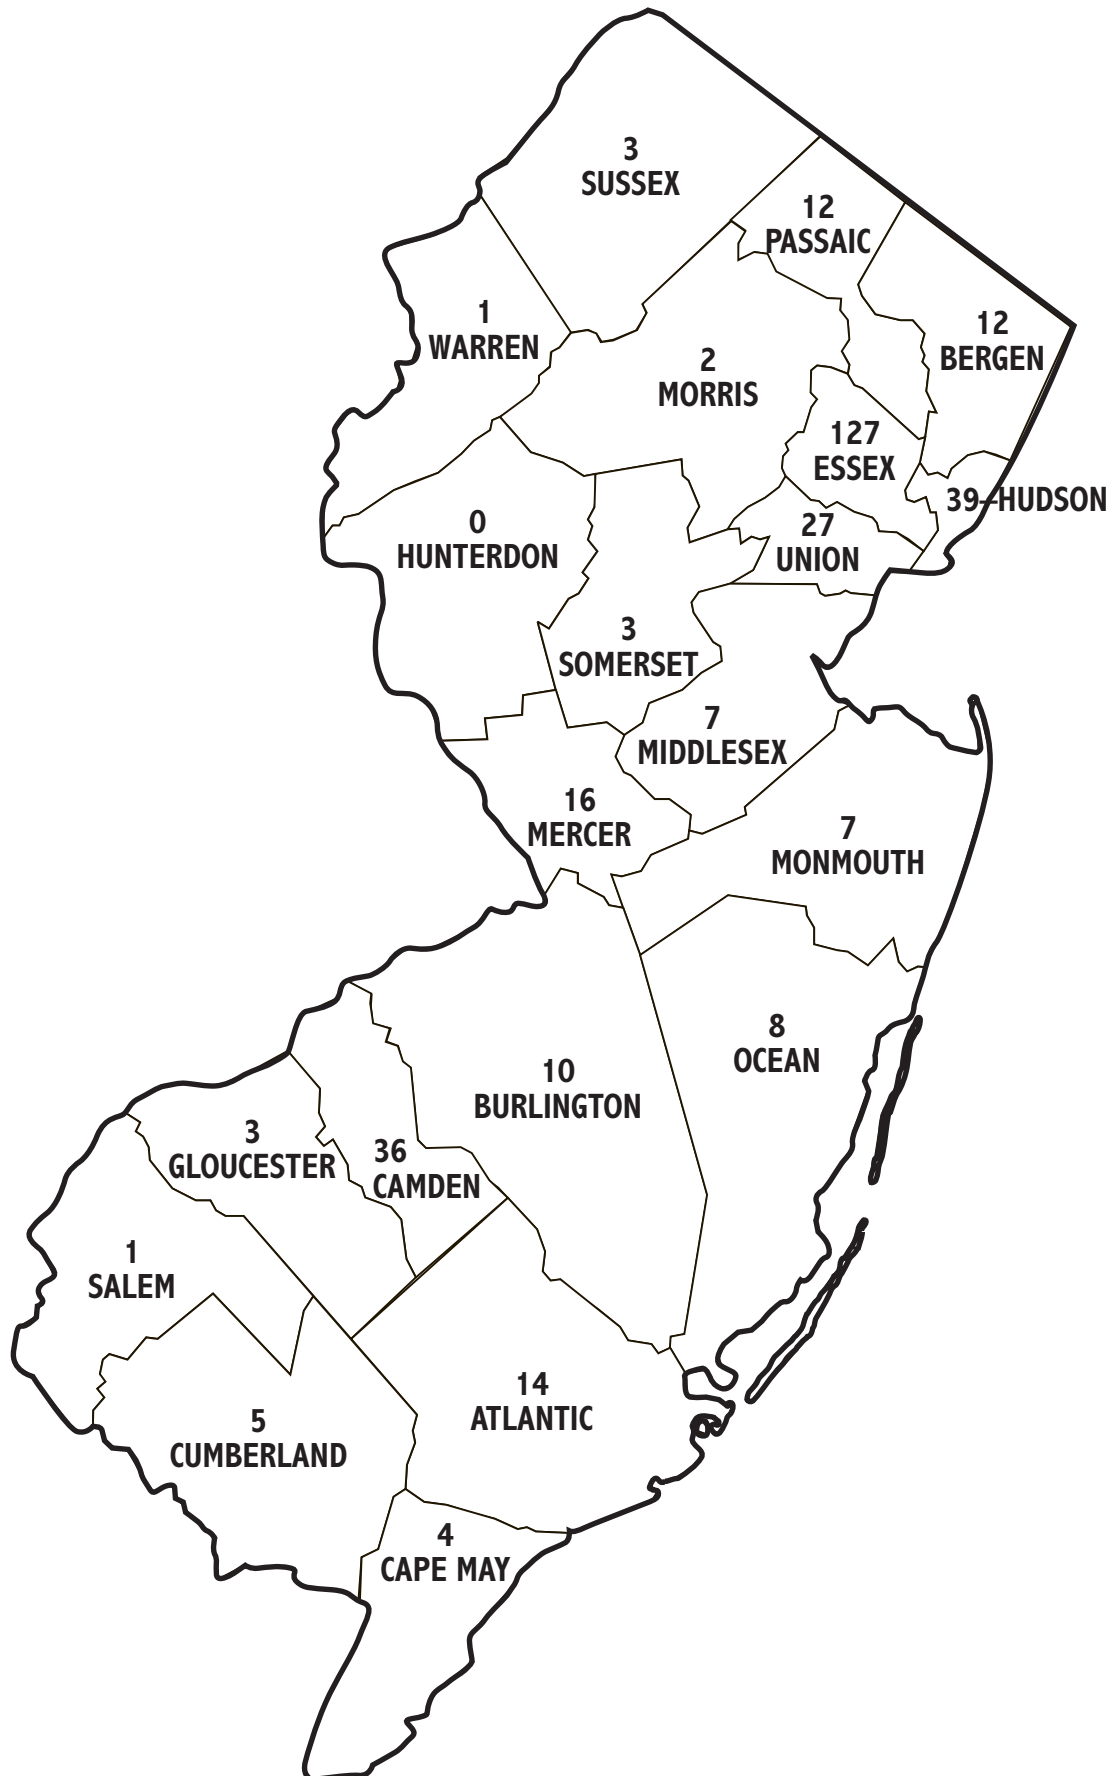 3
SUSSEX
12
PASSAIC
1
WARREN
12
BERGEN
2
MORRIS
127
ESSEX
39–HUDSON
0
HUNTERDON
27
UNION
3
SOMERSET
7
MIDDLESEX
16
MERCER
7
MONMOUTH
8
OCEAN
10
BURLINGTON
3
GLOUCESTER
36
CAMDEN
1
SALEM
14
ATLANTIC
5
CUMBERLAND
4
CAPE MAY